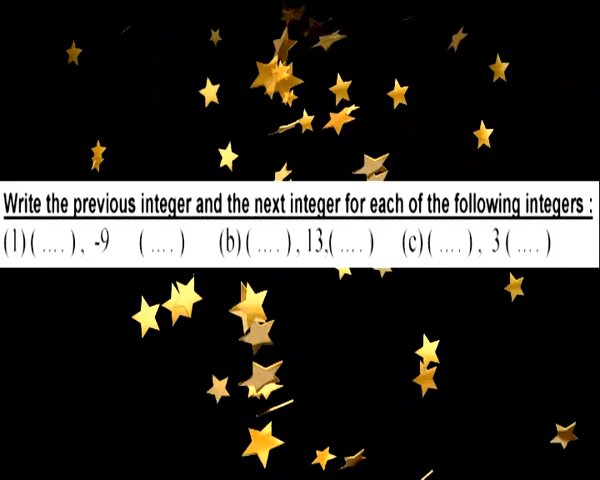 Write the previous integer and the next integer for each of the following integers :
(1) ( .... ) , -9 ( .... ) (b) ( .... ) , 13,( .... ) (c) ( .... ) , 3 ( .... )